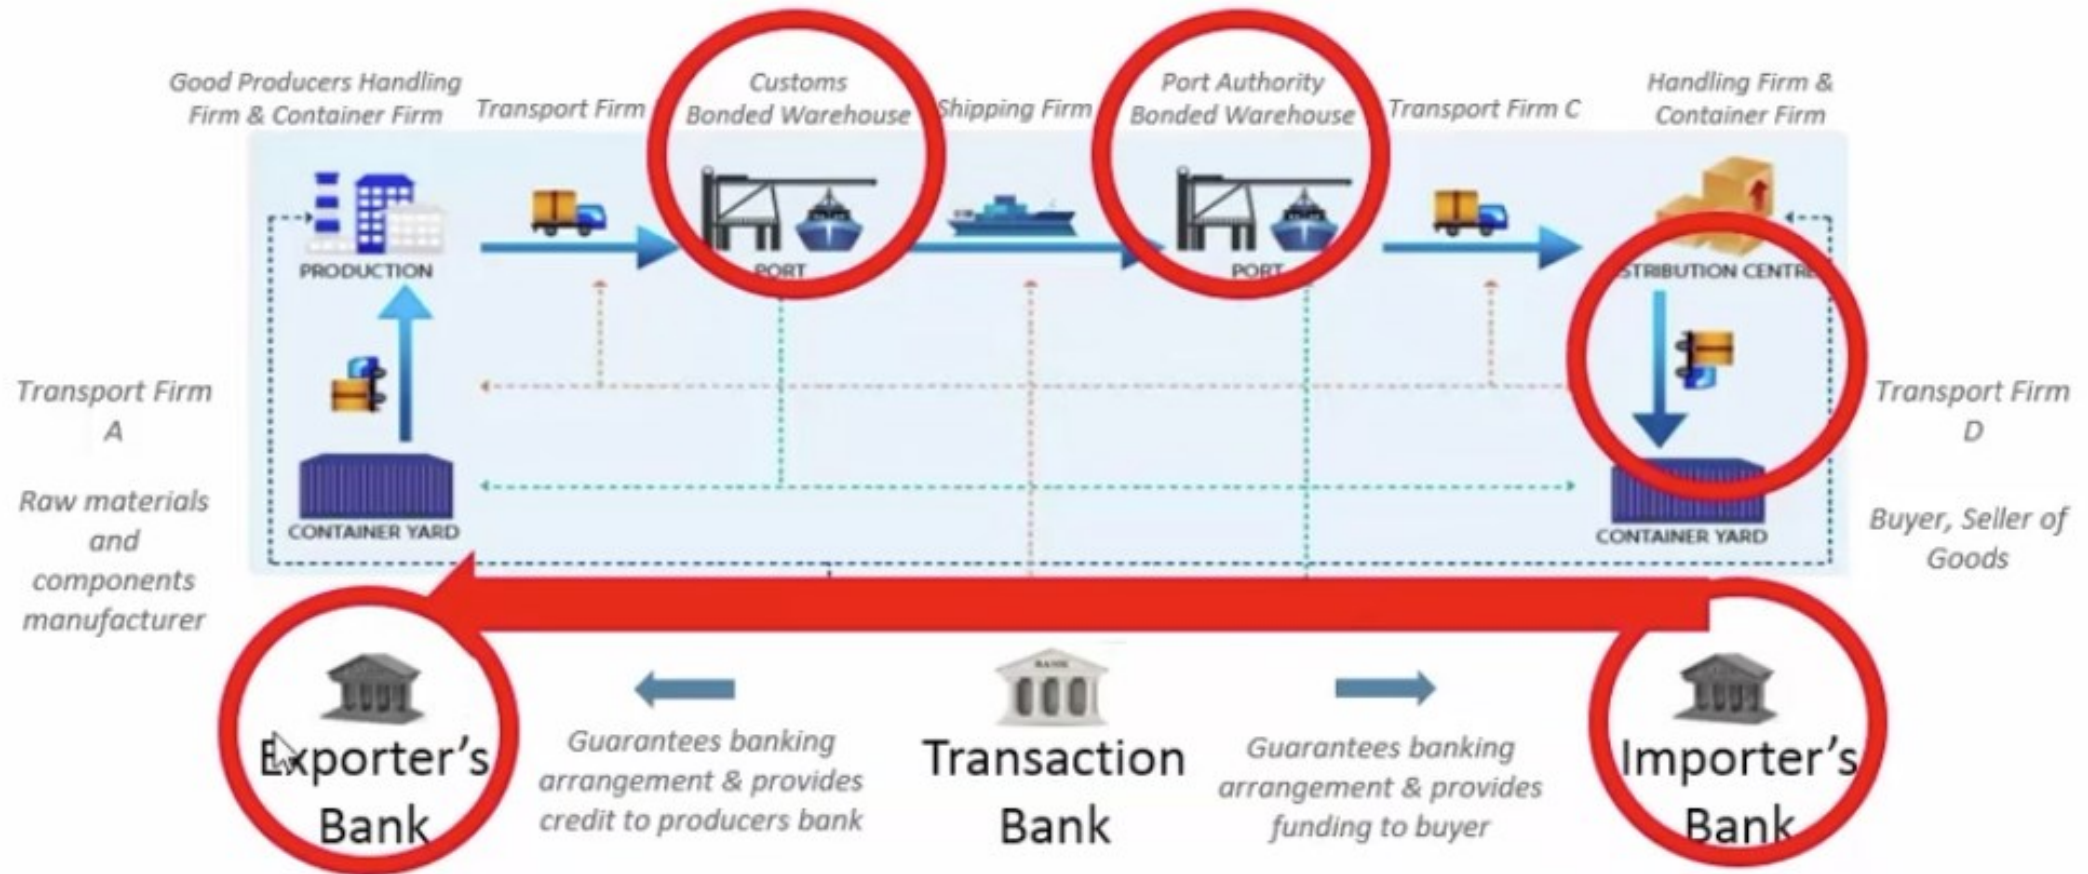 Good Producers Handling
Firm & Container Firm
Transport Firm
Customs
Bonded Warehouse
Shipping Firm
Port Authority
Bonded Warehouse
Transport Firm C
Handling Firm &
Container Firm
PRODUCTION
PORT
PORT
STRIBUTION CENTRE
Transport Firm
A
Transport Firm
D
Raw materials
and
components
manufacturer
CONTAINER YARD
CONTAINER YARD
Buyer, Seller of
Goods
BANK
Exporter's
Bank
Guarantees banking
arrangement & provides
credit to producers bank
Transaction
Bank
Guarantees banking
arrangement & provides
funding to buyer
Importer's
Bank